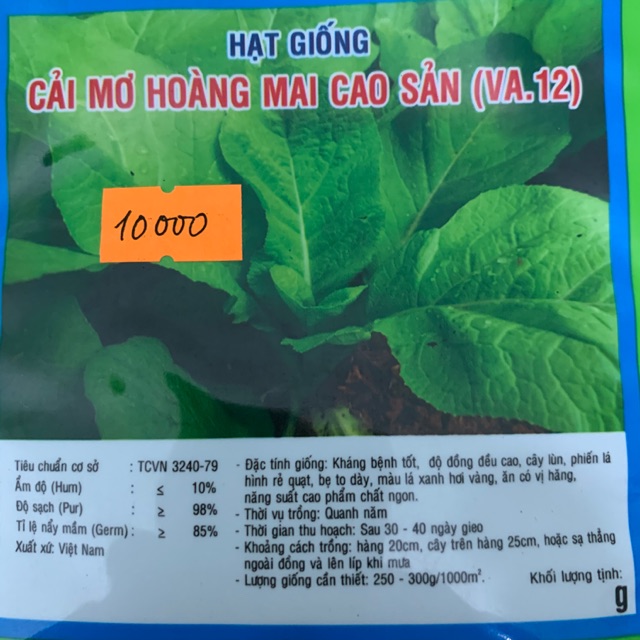 HẠT GIỐNG
CẢI MƠ HOÀNG MAI CAO SẢN (VA.12)
10 000
Tiêu chuẩn cơ sở : TCVN 3240-79
Ẩm độ (Hum) : ≤ 10%
Độ sạch (Pur) : ≥ 98%
Tỉ lệ nẩy mầm (Germ) : ≥ 85%
Xuất xứ: Việt Nam
- Đặc tính giống: Kháng bệnh tốt, độ đồng đều cao, cây lùn, phiến lá
hình rẻ quạt, bẹ to dày, màu lá xanh hơi vàng, ăn có vị hăng,
năng suất cao phẩm chất ngon.
- Thời vụ trồng: Quanh năm
- Thời gian thu hoạch: Sau 30 - 40 ngày gieo
- Khoảng cách trồng: hàng 20cm, cây trên hàng 25cm, hoặc sạ thẳng
ngoài đồng và lên líp khi mưa
- Lượng giống cần thiết: 250 - 300g/1000m².
Khối lượng tịnh:
g